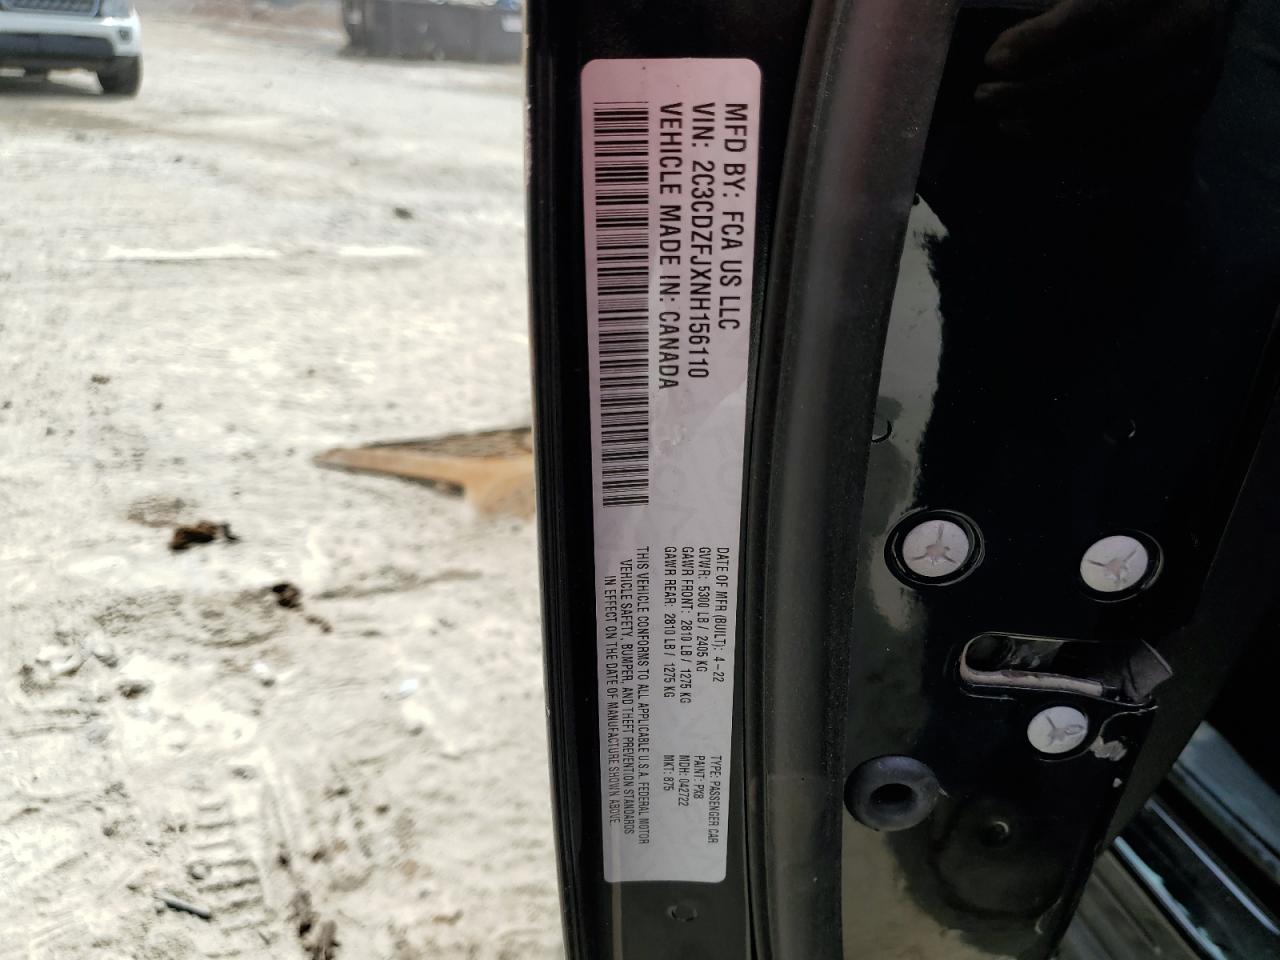 MFD BY: FCA US LLC
VIN: 2C3CDZFJXNH156110
VEHICLE MADE IN: CANADA
DATE OF MFR (BUILT): 4-22
GVWR: 5300 LB / 2405 KG
GAWR FRONT: 2810 LB / 1275 KG
GAWR REAR: 2810 LB / 1275 KG
TYPE: PASSENGER CAR
PAINT: PX8
MDH: 042722
MKT: 875
THIS VEHICLE CONFORMS TO ALL APPLICABLE U.S.A. FEDERAL MOTOR
VEHICLE SAFETY, BUMPER, AND THEFT PREVENTION STANDARDS
IN EFFECT ON THE DATE OF MANUFACTURE SHOWN ABOVE.